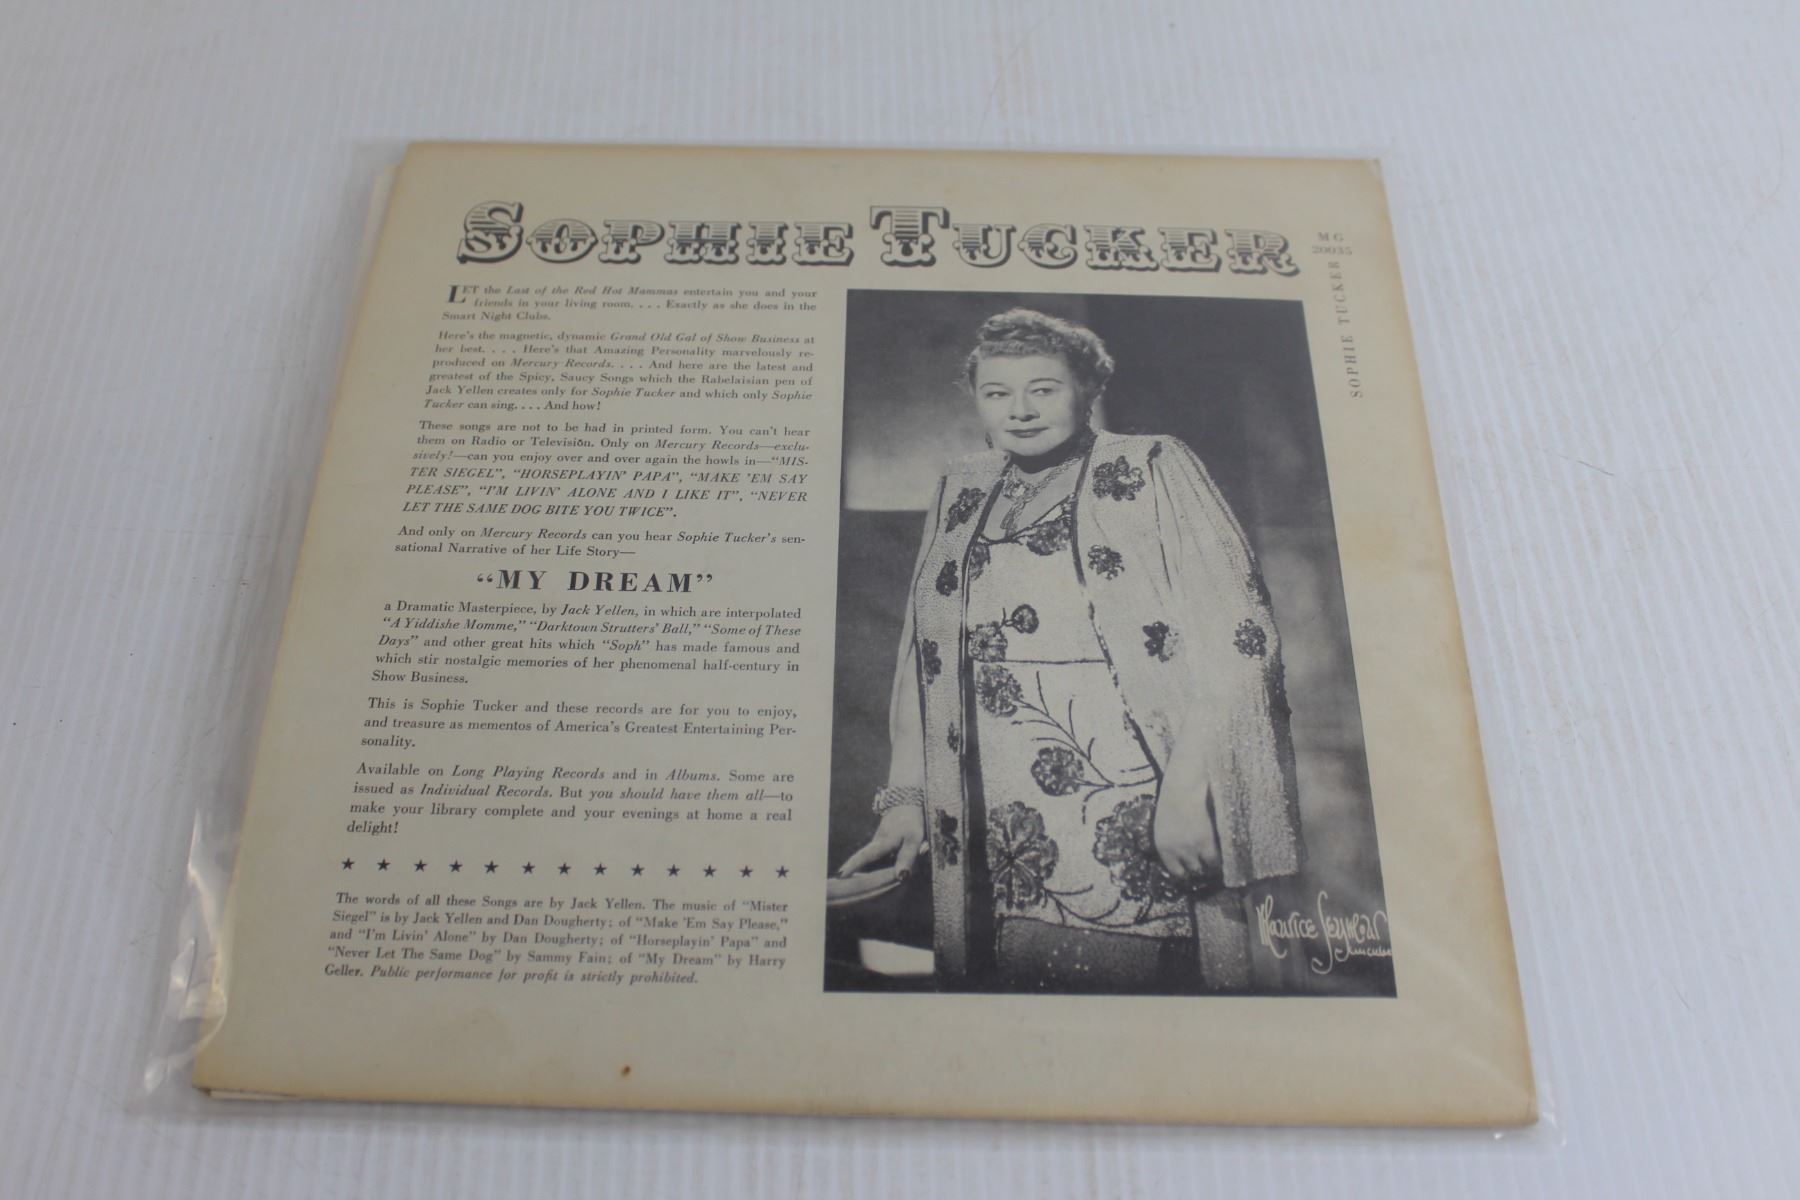 SOPHIE TUCKER
MG
20035
SOPHIE TUCKER
LET the Last of the Red Hot Mammas entertain you and your
friends in your living room. . . . Exactly as she does in the
Smart Night Clubs.
Here's the magnetic, dynamic Grand Old Gal of Show Business at
her best. . . . Here's that Amazing Personality marvelously re-
produced on Mercury Records. . . . And here are the latest and
greatest of the Spicy, Saucy Songs which the Rabelaisian pen of
Jack Yellen creates only for Sophie Tucker and which only Sophie
Tucker can sing. . . . And how!
These songs are not to be had in printed form. You can't hear
them on Radio or Television. Only on Mercury Records—exclu-
sively!—can you enjoy over and over again the howls in—"MIS-
TER SIEGEL", "HORSEPLAYIN' PAPA", "MAKE 'EM SAY
PLEASE", "I'M LIVIN' ALONE AND I LIKE IT", "NEVER
LET THE SAME DOG BITE YOU TWICE".
And only on Mercury Records can you hear Sophie Tucker's sen-
sational Narrative of her Life Story—
"MY DREAM"
a Dramatic Masterpiece, by Jack Yellen, in which are interpolated
"A Yiddishe Momme," "Darktown Strutters' Ball," "Some of These
Days" and other great hits which "Soph" has made famous and
which stir nostalgic memories of her phenomenal half-century in
Show Business.
This is Sophie Tucker and these records are for you to enjoy,
and treasure as mementos of America's Greatest Entertaining Per-
sonality.
Available on Long Playing Records and in Albums. Some are
issued as Individual Records. But you should have them all—to
make your library complete and your evenings at home a real
delight!
★ ★ ★ ★ ★ ★ ★ ★ ★ ★ ★ ★ ★
The words of all these Songs are by Jack Yellen. The music of "Mister
Siegel" is by Jack Yellen and Dan Dougherty; of "Make 'Em Say Please,"
and "I'm Livin' Alone" by Dan Dougherty; of "Horseplayin' Papa" and
"Never Let The Same Dog" by Sammy Fain; of "My Dream" by Harry
Geller. Public performance for profit is strictly prohibited.
Maurice Seymour